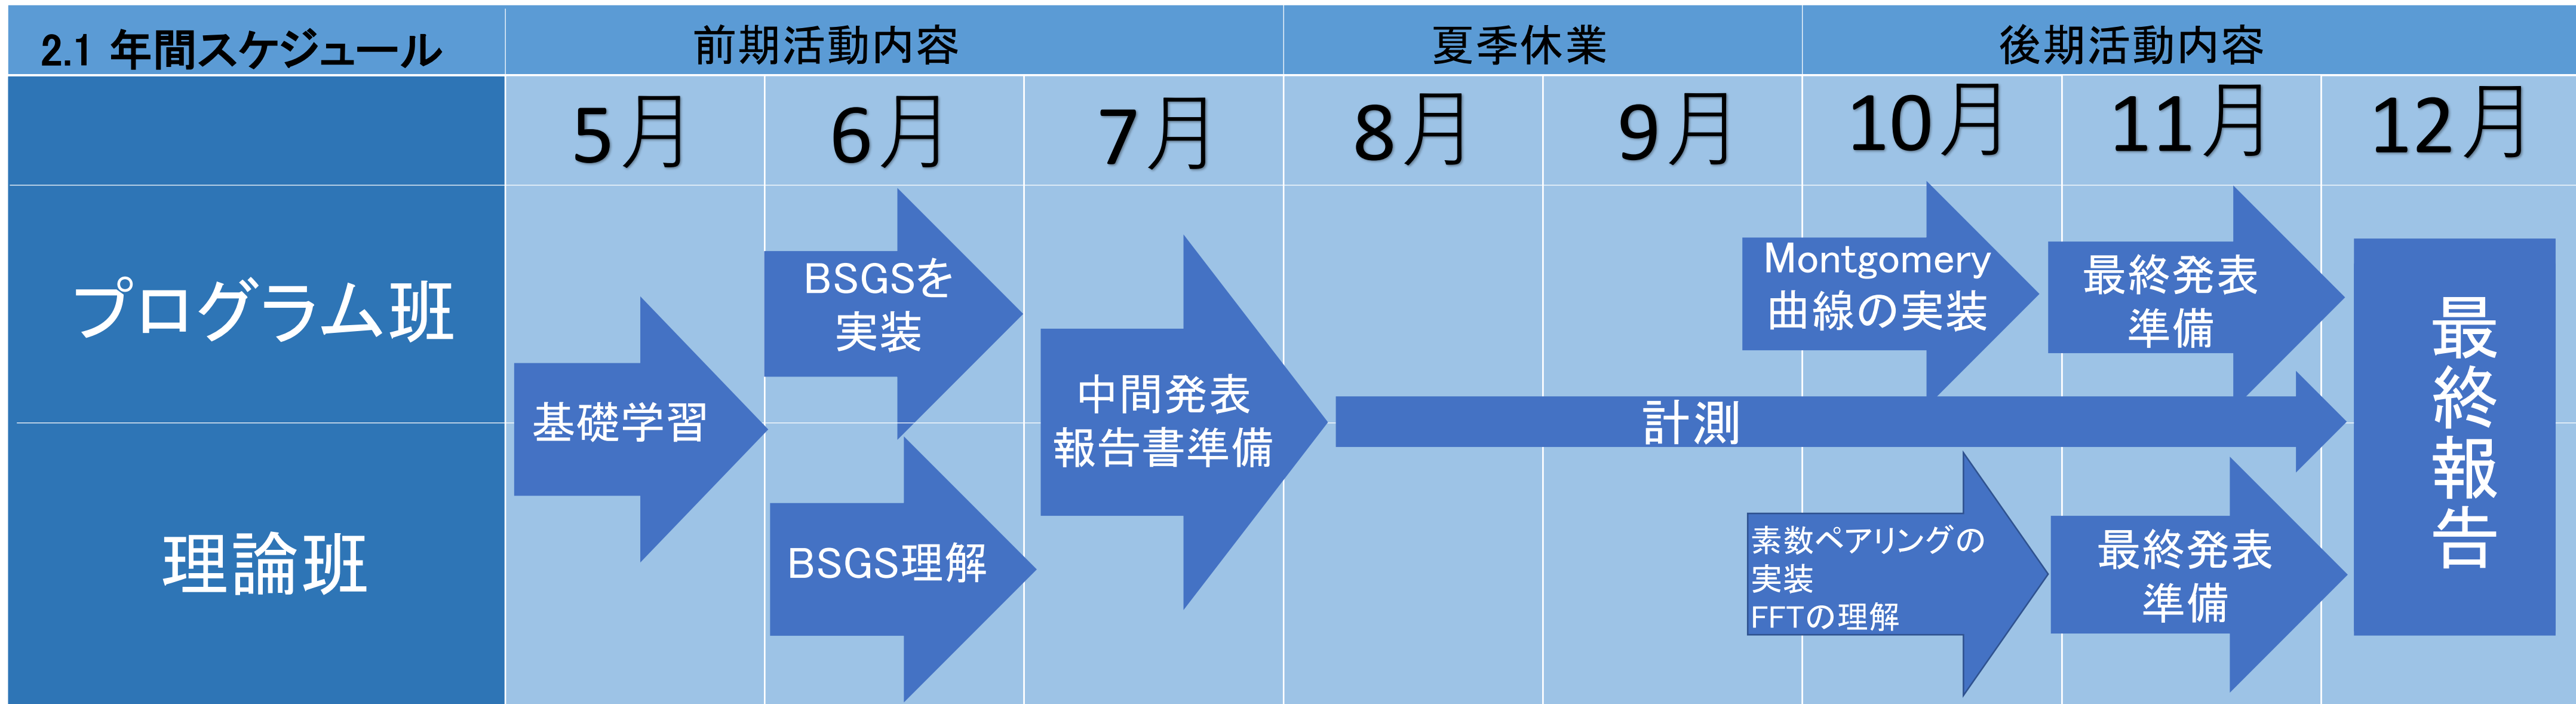 2.1 年間スケジュール
前期活動内容
夏季休業
後期活動内容
5月
6月
7月
8月
9月
10月
11月
12月
プログラム班
理論班
基礎学習
BSGSを
実装
BSGS理解
中間発表
報告書準備
計測
Montgomery
曲線の実装
素数ペアリングの
実装
FFTの理解
最終発表
準備
最終発表
準備
最終報告